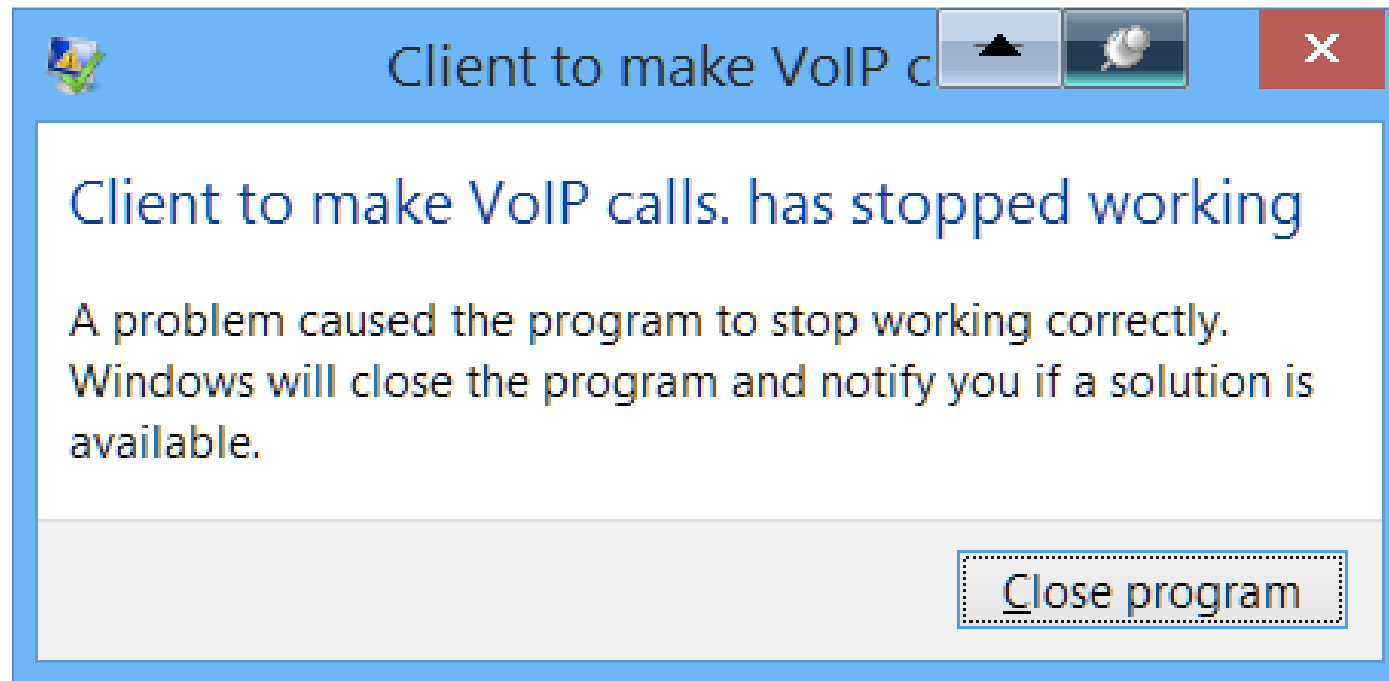 Client to make VoIP c
Client to make VoIP calls. has stopped working
A problem caused the program to stop working correctly.
Windows will close the program and notify you if a solution is
available.
Close program